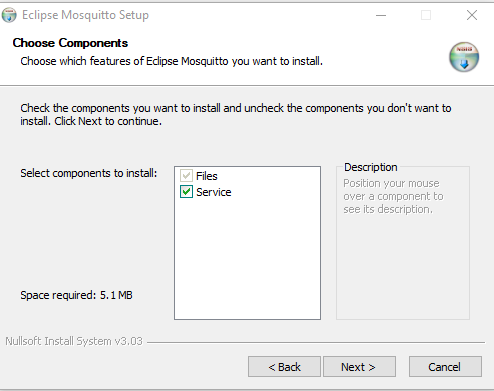 Eclipse Mosquitto Setup
Choose Components
Choose which features of Eclipse Mosquitto you want to install.
Check the components you want to install and uncheck the components you don't want to
install. Click Next to continue.
Select components to install:
Files
Service
Description
Position your mouse
over a component to
see its description.
Space required: 5.1 MB
Nullsoft Install System v3.03
< Back
Next >
Cancel